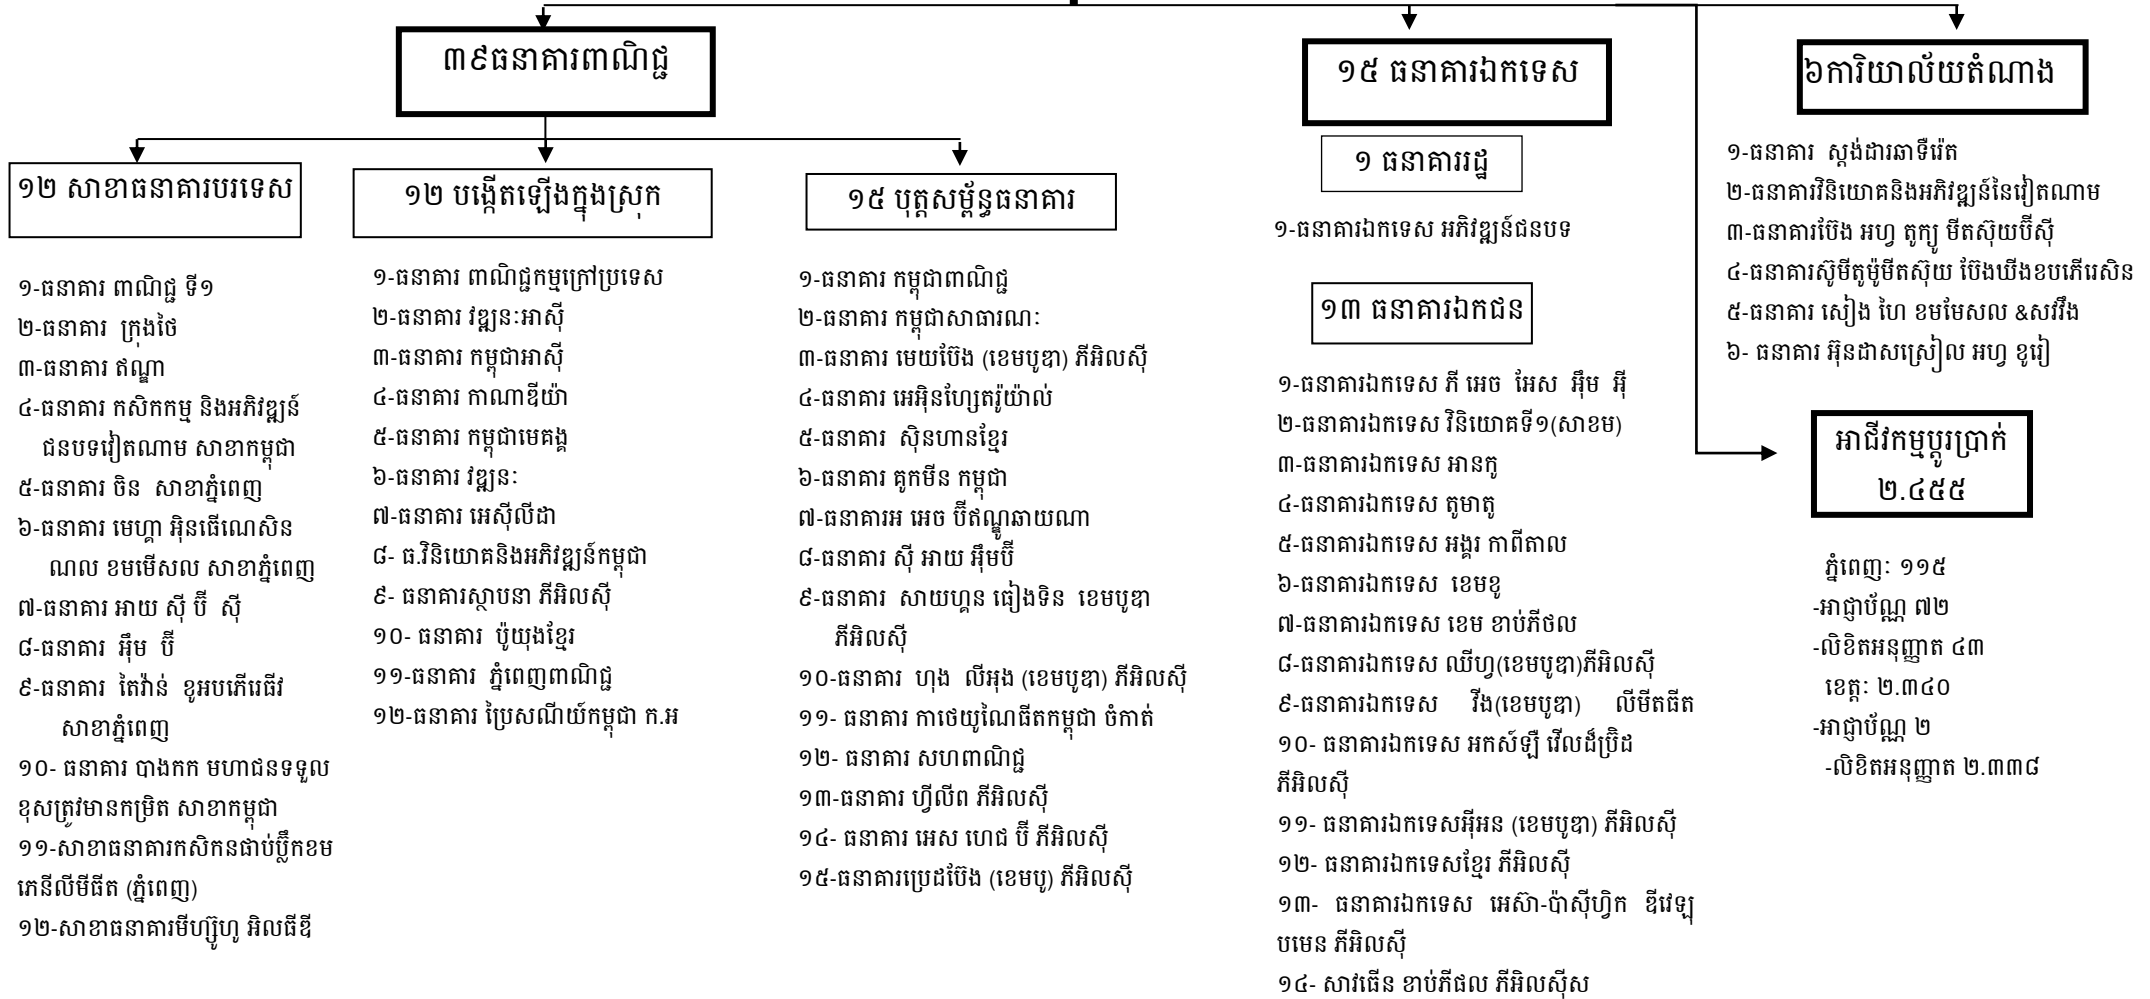 ៣៩ធនាគារពាណិជ្ជ
១២ សាខាធនាគារបរទេស
១-ធនាគារ ពាណិជ្ជ ទី១
២-ធនាគារ ក្រុងថៃ
៣-ធនាគារ ឥណ្ឌា
៤-ធនាគារ កសិកកម្ម និងអភិវឌ្ឍន៍
ជនបទវៀតណាម សាខាកម្ពុជា
៥-ធនាគារ ចិន សាខាភ្នំពេញ
៦-ធនាគារ មេហ្គា អ៊ិនធើណេសិន
ណល ខមមើសល សាខាភ្នំពេញ
៧-ធនាគារ អាយ ស៊ី ប៊ី ស៊ី
៨-ធនាគារ អ៊ឹម ប៊ី
៩-ធនាគារ តៃវ៉ាន់ ខូអបភើរេធីវ
សាខាភ្នំពេញ
១០- ធនាគារ បាងកក មហាជនទទួល
ខុសត្រូវមានកម្រិត សាខាកម្ពុជា
១១-សាខាធនាគារកសិកនផាប់ប្លឹកខម
ភេនីលីមីធីត (ភ្នំពេញ)
១២-សាខាធនាគារមីហ្ស៊ូហូ អិលធីឌី
១២ បង្កើតឡើងក្នុងស្រុក
១-ធនាគារ ពាណិជ្ជកម្មក្រៅប្រទេស
២-ធនាគារ វឌ្ឍនៈអាស៊ី
៣-ធនាគារ កម្ពុជាអាស៊ី
៤-ធនាគារ កាណាឌីយ៉ា
៥-ធនាគារ កម្ពុជាមេគង្គ
៦-ធនាគារ វឌ្ឍនៈ
៧-ធនាគារ អេស៊ីលីដា
៨- ធ.វិនិយោគនិងអភិវឌ្ឍន៍កម្ពុជា
៩- ធនាគារស្ថាបនា ភីអិលស៊ី
១០- ធនាគារ ប៉ូយុងខ្មែរ
១១-ធនាគារ ភ្នំពេញពាណិជ្ជ
១២-ធនាគារ ប្រៃសណីយ៍កម្ពុជា ក.អ
១៥ បុត្តសម្ព័ន្ធធនាគារ
១-ធនាគារ កម្ពុជាពាណិជ្ជ
២-ធនាគារ កម្ពុជាសាធារណៈ
៣-ធនាគារ មេយប៊ែង (ខេមបូឌា) ភីអិលស៊ី
៤-ធនាគារ អេអិុនហ្សែតរ៉ូយ៉ាល់
៥-ធនាគារ ស៊ិនហានខ្មែរ
៦-ធនាគារ គូកមីន កម្ពុជា
៧-ធនាគារអ អេច ប៊ីឥណ្ឌូឆាយណា
៨-ធនាគារ ស៊ី អាយ អ៊ឹមប៊ី
៩-ធនាគារ សាយហ្គន ធៀងទិន ខេមបូឌា
ភីអិលស៊ី
១០-ធនាគារ ហុង លីអុង (ខេមបូឌា) ភីអិលស៊ី
១១- ធនាគារ កាថេយូណៃធីតកម្ពុជា ចំកាត់
១២- ធនាគារ សហពាណិជ្ជ
១៣-ធនាគារ ហ្វីលីព ភីអិលស៊ី
១៤- ធនាគារ អេស ហេជ ប៊ី ភីអិលស៊ី
១៥-ធនាគារប្រេដប៊ែង (ខេមបូ) ភីអិលស៊ី
១៥ ធនាគារឯកទេស
១ ធនាគាររដ្ឋ
១-ធនាគារឯកទេស អភិវឌ្ឍន៍ជនបទ
១៣ ធនាគារឯកជន
១-ធនាគារឯកទេស ភី អេច អែស អ៊ឹម អ៊ី
២-ធនាគារឯកទេស វិនិយោគទី១(សាខម)
៣-ធនាគារឯកទេស អានកូ
៤-ធនាគារឯកទេស តូមាតូ
៥-ធនាគារឯកទេស អង្គរ កាពីតាល
៦-ធនាគារឯកទេស ខេមខូ
៧-ធនាគារឯកទេស ខេម ខាប់ភីថល
៨-ធនាគារឯកទេស ឈីហ្វ(ខេមបូឌា)ភីអិលស៊ី
៩-ធនាគារឯកទេស វីង(ខេមបូឌា) លីមីតធីត
១០- ធនាគារឯកទេស អកស៍ឡឺ វើលដ៏ប្រ៊ិដ
ភីអិលស៊ី
១១- ធនាគារឯកទេសអ៊ីអន (ខេមបូឌា) ភីអិលស៊ី
១២- ធនាគារឯកទេសខ្មែរ ភីអិលស៊ី
១៣- ធនាគារឯកទេស អេស៊ា-ប៉ាស៊ីហ្វិក ឌីវេឡុ
បមេន ភីអិលស៊ី
១៤- សាវធើន ខាប់ភីផល ភីអិលស៊ីស
៦ការិយាល័យតំណាង
១-ធនាគារ ស្តង់ដារឆាទឺរ៉េត
២-ធនាគារវិនិយោគនិងអភិវឌ្ឍន៍នៃវៀតណាម
៣-ធនាគារប៊ែង អហ្វ តូក្យូ មីតស៊ុយប៊ីស៊ី
៤-ធនាគារស៊ូមីតូម៉ូមីតស៊ុយ ប៊ែងឃីងខបភើរេសិន
៥-ធនាគារ សៀង ហៃ ខមមែសល &សវវឹង
៦- ធនាគារ អ៊ុនដាសស្រៀល អហ្វ ខូរៀ
អាជីវកម្មប្តូរប្រាក់
២.៤៥៥
ភ្នំពេញៈ ១១៥
-អាជ្ញាប័ណ្ណ ៧២
-លិខិតអនុញ្ញាត ៤៣
ខេត្តៈ ២.៣៤០
-អាជ្ញាប័ណ្ណ ២
-លិខិតអនុញ្ញាត ២.៣៣៨